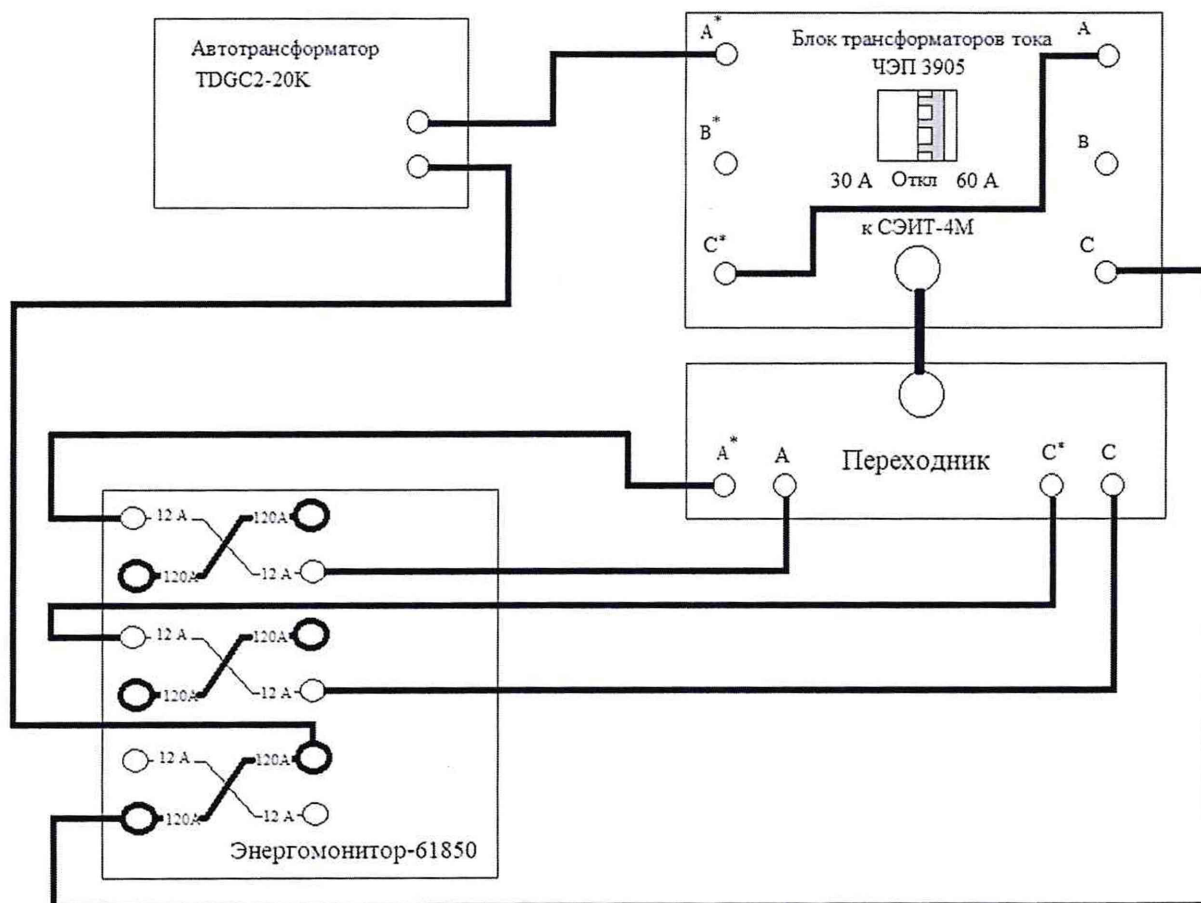 Автотрансформатор
TDGC2-20K
A*
Блок трансформаторов тока
A
ЧЭП 3905
B*
B
30 А Откл 60 А
к СЭИТ-4М
C*
C
A*
A
Переходник
C*
C
12 А
120А
120А
12 А
12 А
120А
120А
12 А
12 А
120А
120А
12 А
Энергомонитор-61850